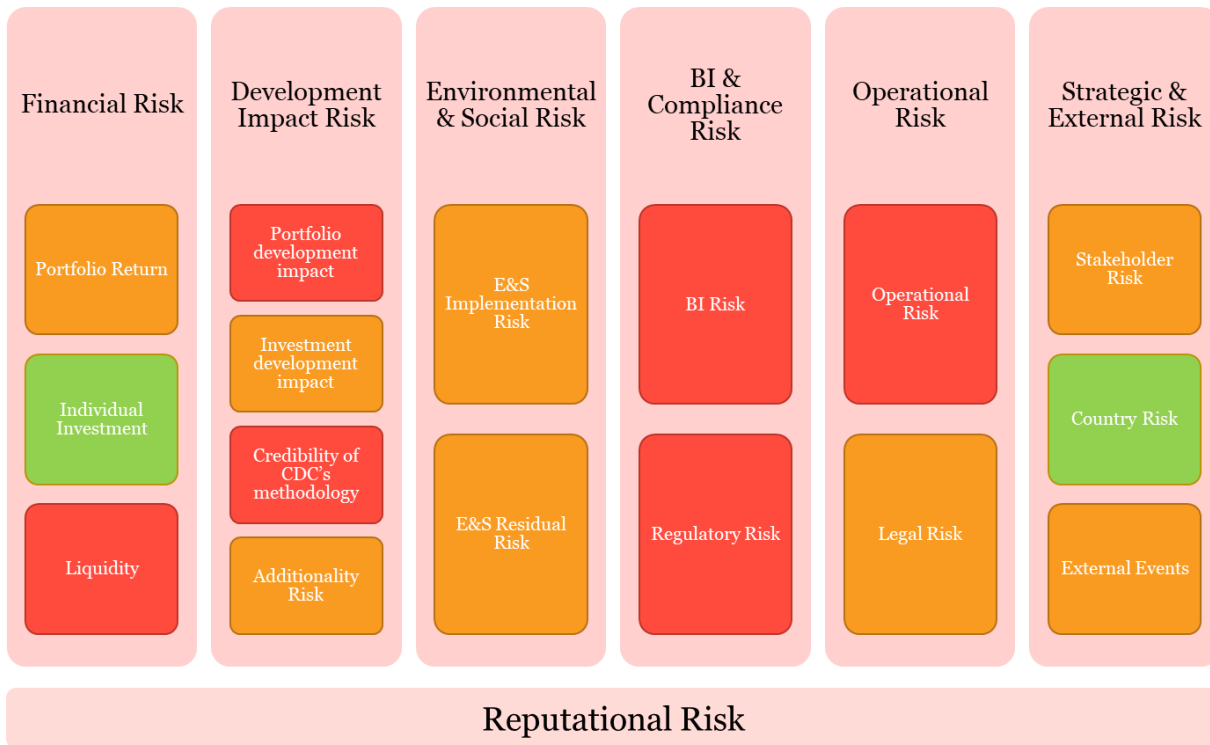 Financial Risk
Portfolio Return
Individual
Investment
Liquidity
Development
Impact Risk
Portfolio
development
impact
Investment
development
impact
Credibility of
CDC’s
methodology
Additionality
Risk
Environmental
& Social Risk
E&S
Implementation
Risk
E&S Residual
Risk
BI &
Compliance
Risk
BI Risk
Regulatory Risk
Operational
Risk
Operational
Risk
Legal Risk
Strategic &
External Risk
Stakeholder
Risk
Country Risk
External Events
Reputational Risk